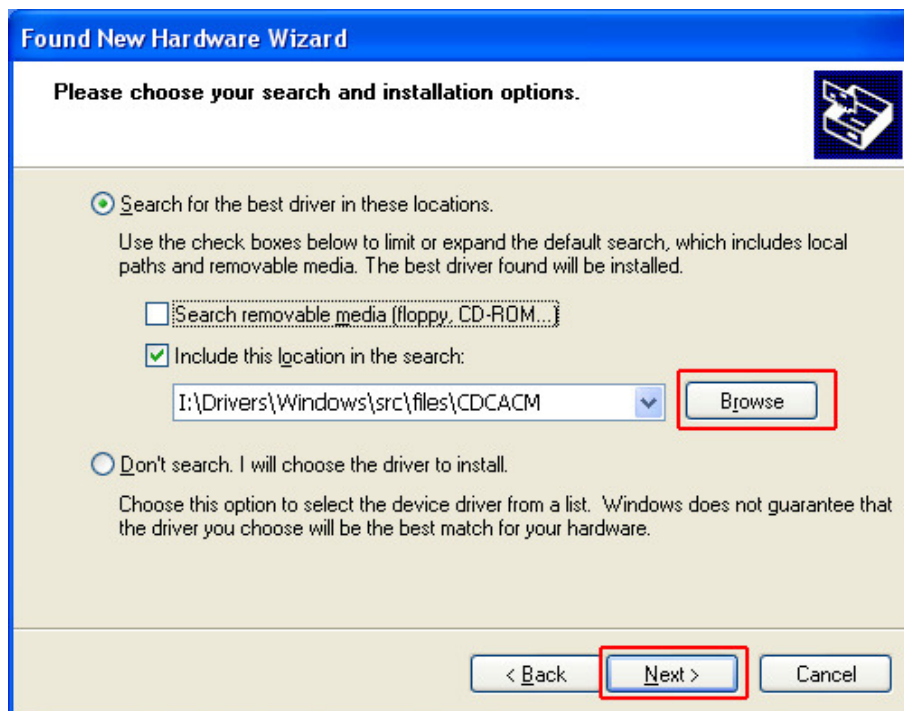 Found New Hardware Wizard
Please choose your search and installation options.
Search for the best driver in these locations.
Use the check boxes below to limit or expand the default search, which includes local
paths and removable media. The best driver found will be installed.
Search removable media (floppy, CD-ROM...)
Include this location in the search:
I:\Drivers\Windows\src\files\CDCACM
Browse
Don't search. I will choose the driver to install.
Choose this option to select the device driver from a list. Windows does not guarantee that
the driver you choose will be the best match for your hardware.
< Back Next > Cancel